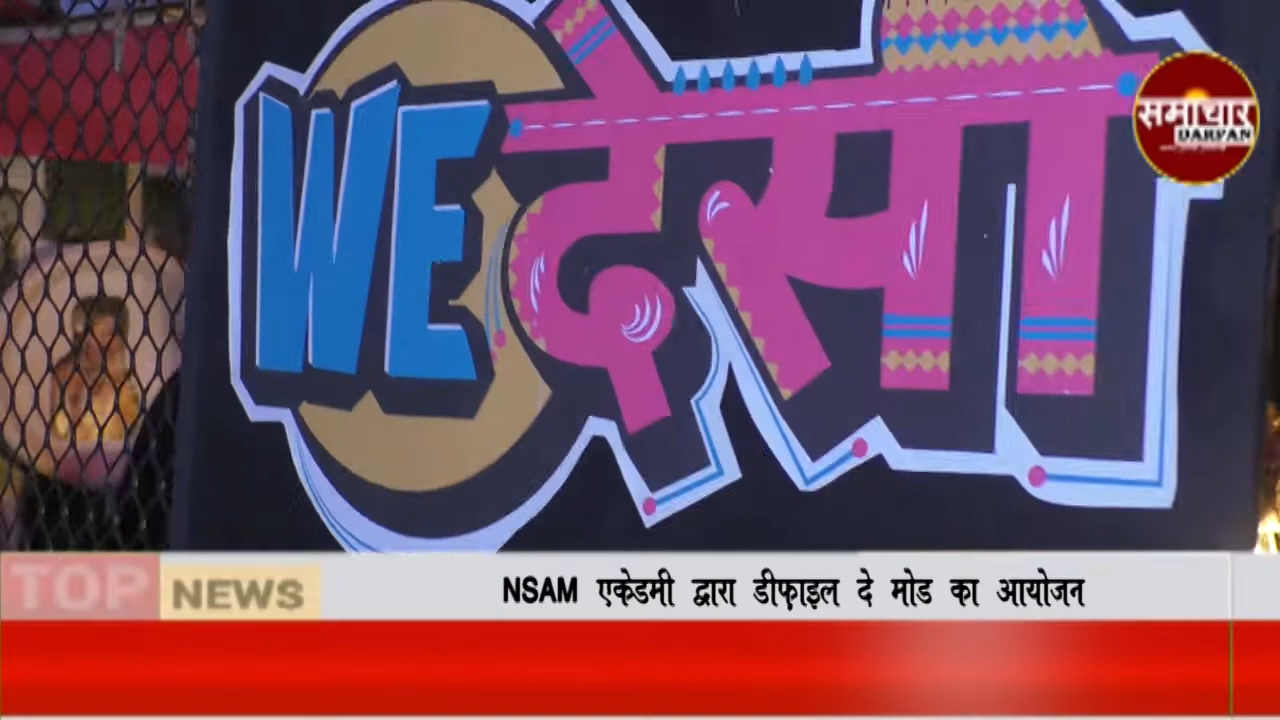 WE देसी
समाचार
DARPAN
TOP NEWS
NSAM एकेडमी द्वारा डीफ़ाइल दे मोड का आयोजन